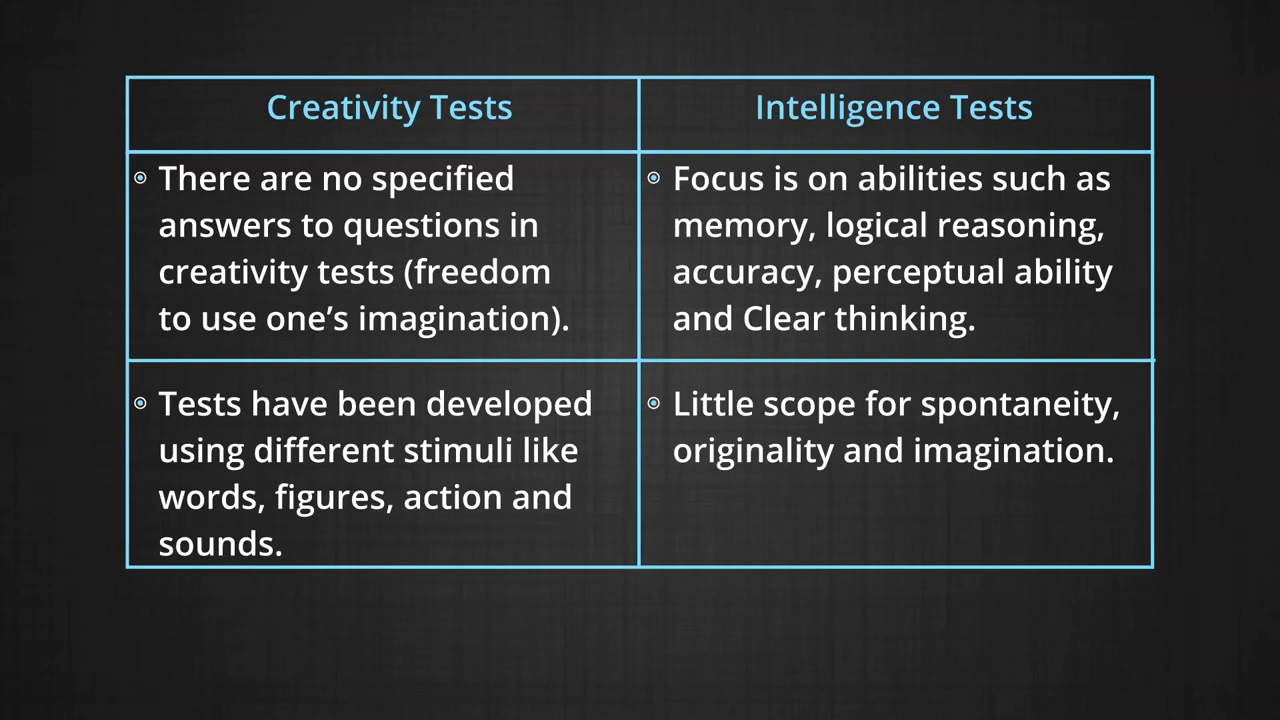 Creativity Tests
Intelligence Tests
There are no specified
answers to questions in
creativity tests (freedom
to use one’s imagination).
Focus is on abilities such as
memory, logical reasoning,
accuracy, perceptual ability
and Clear thinking.
Tests have been developed
using different stimuli like
words, figures, action and
sounds.
Little scope for spontaneity,
originality and imagination.